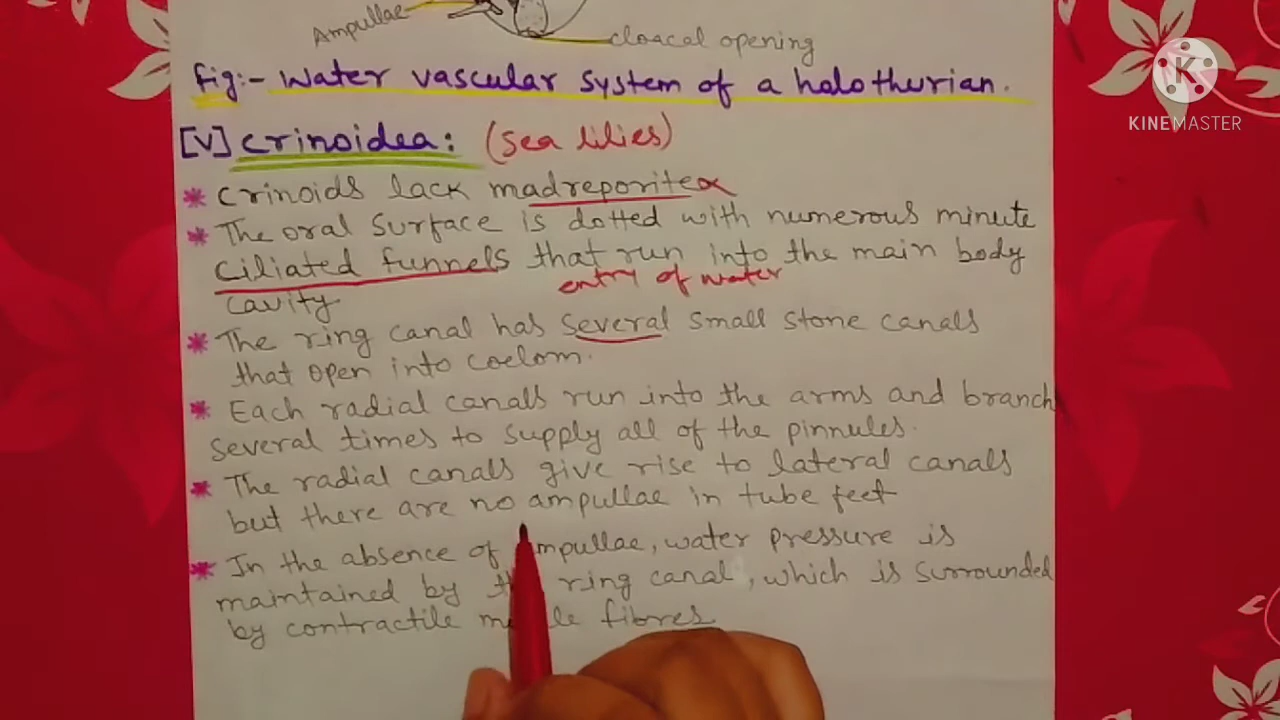 Ampullae
cloacal opening
Fig:- Water vascular system of a halothurian.
K
KINEMASTER
[V] Crinoidea: (Sea lilies)
* Crinoids lack madreporite x
* The oral surface is dotted with numerous minute
ciliated funnels that run into the main body
entry of water
cavity
* The ring canal has several small stone canals
that open into coelom.
* Each radial canals run into the arms and branch
several times to supply all of the pinnules.
* The radial canals give rise to lateral canals
but there are no ampullae in tube feet
* In the absence of ampullae, water pressure is
maintained by the ring canal, which is surrounded
by contractile muscle fibres